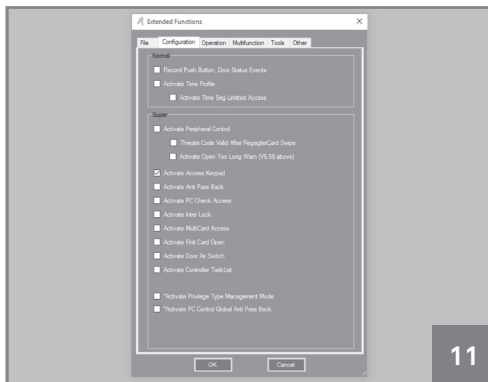 Extended Functions
File Configuration Operation Multifunction Tools Other
Normal
Record Push Button, Door Status Events
Activate Time Profile
Activate Time Seg Limitted Access
Super
Activate Peripheral Control
Threate Code Valid After RegisgterCard Swipe
Activate Open Too Long Warn (V6.58 above)
Activate Access Keypad
Activate Anti Pass Back
Activate PC Check Access
Activate Inter Lock
Activate MultiCard Access
Activate First Card Open
Activate Door As Switch
Activate Controller TaskList
*Activate Privilege Type Management Mode
*Activate PC Control Global Anti Pass Back
OK Cancel
11